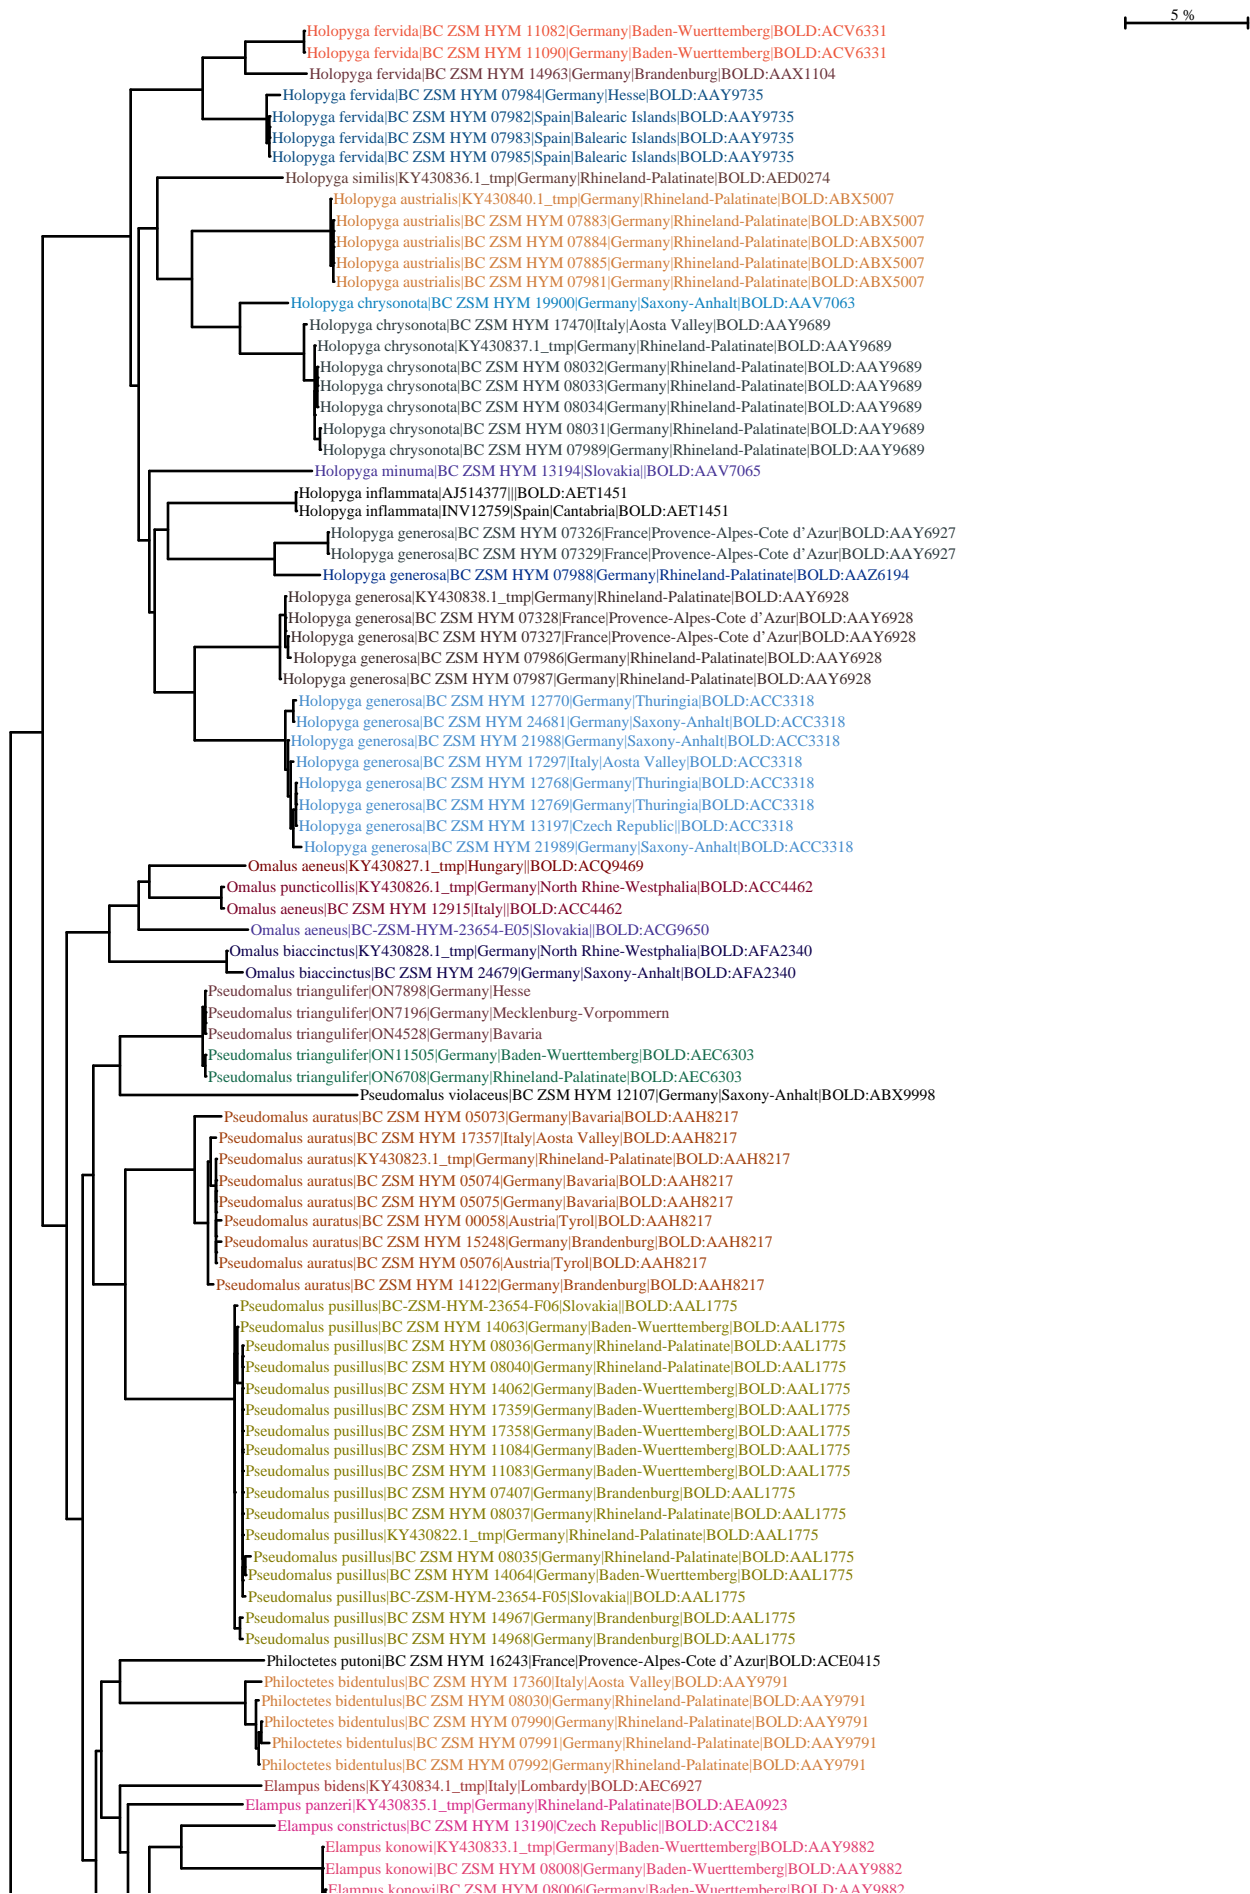 5 %
Holopyga fervida|BC ZSM HYM 11082|Germany|Baden-Wuerttemberg|BOLD:ACV6331
Holopyga fervida|BC ZSM HYM 11090|Germany|Baden-Wuerttemberg|BOLD:ACV6331
Holopyga fervida|BC ZSM HYM 14963|Germany|Brandenburg|BOLD:AAX1104
Holopyga fervida|BC ZSM HYM 07984|Germany|Hesse|BOLD:AAY9735
Holopyga fervida|BC ZSM HYM 07982|Spain|Balearic Islands|BOLD:AAY9735
Holopyga fervida|BC ZSM HYM 07983|Spain|Balearic Islands|BOLD:AAY9735
Holopyga fervida|BC ZSM HYM 07985|Spain|Balearic Islands|BOLD:AAY9735
Holopyga similis|KY430836.1_tmp|Germany|Rhineland-Palatinate|BOLD:AED0274
Holopyga australis|KY430840.1_tmp|Germany|Rhineland-Palatinate|BOLD:ABX5007
Holopyga australis|BC ZSM HYM 07883|Germany|Rhineland-Palatinate|BOLD:ABX5007
Holopyga australis|BC ZSM HYM 07884|Germany|Rhineland-Palatinate|BOLD:ABX5007
Holopyga australis|BC ZSM HYM 07885|Germany|Rhineland-Palatinate|BOLD:ABX5007
Holopyga australis|BC ZSM HYM 07981|Germany|Rhineland-Palatinate|BOLD:ABX5007
Holopyga chrysonota|BC ZSM HYM 19900|Germany|Saxony-Anhalt|BOLD:AAV7063
Holopyga chrysonota|BC ZSM HYM 17470|Italy|Aosta Valley|BOLD:AAY9689
Holopyga chrysonota|KY430837.1_tmp|Germany|Rhineland-Palatinate|BOLD:AAY9689
Holopyga chrysonota|BC ZSM HYM 08032|Germany|Rhineland-Palatinate|BOLD:AAY9689
Holopyga chrysonota|BC ZSM HYM 08033|Germany|Rhineland-Palatinate|BOLD:AAY9689
Holopyga chrysonota|BC ZSM HYM 08034|Germany|Rhineland-Palatinate|BOLD:AAY9689
Holopyga chrysonota|BC ZSM HYM 08031|Germany|Rhineland-Palatinate|BOLD:AAY9689
Holopyga chrysonota|BC ZSM HYM 07989|Germany|Rhineland-Palatinate|BOLD:AAY9689
Holopyga minuma|BC ZSM HYM 13194|Slovakia||BOLD:AAV7065
Holopyga inflammata|AJ514377|||BOLD:AET1451
Holopyga inflammata|INV12759|Spain|Cantabria|BOLD:AET1451
Holopyga generosa|BC ZSM HYM 07326|France|Provence-Alpes-Cote d'Azur|BOLD:AAY6927
Holopyga generosa|BC ZSM HYM 07329|France|Provence-Alpes-Cote d'Azur|BOLD:AAY6927
Holopyga generosa|BC ZSM HYM 07988|Germany|Rhineland-Palatinate|BOLD:AAZ6194
Holopyga generosa|KY430838.1_tmp|Germany|Rhineland-Palatinate|BOLD:AAY6928
Holopyga generosa|BC ZSM HYM 07328|France|Provence-Alpes-Cote d'Azur|BOLD:AAY6928
Holopyga generosa|BC ZSM HYM 07327|France|Provence-Alpes-Cote d'Azur|BOLD:AAY6928
Holopyga generosa|BC ZSM HYM 07986|Germany|Rhineland-Palatinate|BOLD:AAY6928
Holopyga generosa|BC ZSM HYM 07987|Germany|Rhineland-Palatinate|BOLD:AAY6928
Holopyga generosa|BC ZSM HYM 12770|Germany|Thuringia|BOLD:ACC3318
Holopyga generosa|BC ZSM HYM 24681|Germany|Saxony-Anhalt|BOLD:ACC3318
Holopyga generosa|BC ZSM HYM 21988|Germany|Saxony-Anhalt|BOLD:ACC3318
Holopyga generosa|BC ZSM HYM 17297|Italy|Aosta Valley|BOLD:ACC3318
Holopyga generosa|BC ZSM HYM 12768|Germany|Thuringia|BOLD:ACC3318
Holopyga generosa|BC ZSM HYM 12769|Germany|Thuringia|BOLD:ACC3318
Holopyga generosa|BC ZSM HYM 13197|Czech Republic||BOLD:ACC3318
Holopyga generosa|BC ZSM HYM 21989|Germany|Saxony-Anhalt|BOLD:ACC3318
Omalus aeneus|KY430827.1_tmp|Hungary||BOLD:ACQ9469
Omalus puncticollis|KY430826.1_tmp|Germany|North Rhine-Westphalia|BOLD:ACC4462
Omalus aeneus|BC ZSM HYM 12915|Italy||BOLD:ACC4462
Omalus aeneus|BC-ZSM-HYM-23654-E05|Slovakia||BOLD:ACG9650
Omalus biaccinctus|KY430828.1_tmp|Germany|North Rhine-Westphalia|BOLD:AFA2340
Omalus biaccinctus|BC ZSM HYM 24679|Germany|Saxony-Anhalt|BOLD:AFA2340
Pseudomalus triangulifer|ON7898|Germany|Hesse
Pseudomalus triangulifer|ON7196|Germany|Mecklenburg-Vorpommern
Pseudomalus triangulifer|ON4528|Germany|Bavaria
Pseudomalus triangulifer|ON11505|Germany|Baden-Wuerttemberg|BOLD:AEC6303
Pseudomalus triangulifer|ON6708|Germany|Rhineland-Palatinate|BOLD:AEC6303
Pseudomalus violaceus|BC ZSM HYM 12107|Germany|Saxony-Anhalt|BOLD:ABX9998
Pseudomalus auratus|BC ZSM HYM 05073|Germany|Bavaria|BOLD:AAH8217
Pseudomalus auratus|BC ZSM HYM 17357|Italy|Aosta Valley|BOLD:AAH8217
Pseudomalus auratus|KY430823.1_tmp|Germany|Rhineland-Palatinate|BOLD:AAH8217
Pseudomalus auratus|BC ZSM HYM 05074|Germany|Bavaria|BOLD:AAH8217
Pseudomalus auratus|BC ZSM HYM 05075|Germany|Bavaria|BOLD:AAH8217
Pseudomalus auratus|BC ZSM HYM 00058|Austria|Tyrol|BOLD:AAH8217
Pseudomalus auratus|BC ZSM HYM 15248|Germany|Brandenburg|BOLD:AAH8217
Pseudomalus auratus|BC ZSM HYM 05076|Austria|Tyrol|BOLD:AAH8217
Pseudomalus auratus|BC ZSM HYM 14122|Germany|Brandenburg|BOLD:AAH8217
Pseudomalus pusillus|BC-ZSM-HYM-23654-F06|Slovakia||BOLD:AAL1775
Pseudomalus pusillus|BC ZSM HYM 14063|Germany|Baden-Wuerttemberg|BOLD:AAL1775
Pseudomalus pusillus|BC ZSM HYM 08036|Germany|Rhineland-Palatinate|BOLD:AAL1775
Pseudomalus pusillus|BC ZSM HYM 08040|Germany|Rhineland-Palatinate|BOLD:AAL1775
Pseudomalus pusillus|BC ZSM HYM 14062|Germany|Baden-Wuerttemberg|BOLD:AAL1775
Pseudomalus pusillus|BC ZSM HYM 17359|Germany|Baden-Wuerttemberg|BOLD:AAL1775
Pseudomalus pusillus|BC ZSM HYM 17358|Germany|Baden-Wuerttemberg|BOLD:AAL1775
Pseudomalus pusillus|BC ZSM HYM 11084|Germany|Baden-Wuerttemberg|BOLD:AAL1775
Pseudomalus pusillus|BC ZSM HYM 11083|Germany|Baden-Wuerttemberg|BOLD:AAL1775
Pseudomalus pusillus|BC ZSM HYM 07407|Germany|Brandenburg|BOLD:AAL1775
Pseudomalus pusillus|BC ZSM HYM 08037|Germany|Rhineland-Palatinate|BOLD:AAL1775
Pseudomalus pusillus|KY430822.1_tmp|Germany|Rhineland-Palatinate|BOLD:AAL1775
Pseudomalus pusillus|BC ZSM HYM 08035|Germany|Rhineland-Palatinate|BOLD:AAL1775
Pseudomalus pusillus|BC ZSM HYM 14064|Germany|Baden-Wuerttemberg|BOLD:AAL1775
Pseudomalus pusillus|BC-ZSM-HYM-23654-F05|Slovakia||BOLD:AAL1775
Pseudomalus pusillus|BC ZSM HYM 14967|Germany|Brandenburg|BOLD:AAL1775
Pseudomalus pusillus|BC ZSM HYM 14968|Germany|Brandenburg|BOLD:AAL1775
Philoctetes putoni|BC ZSM HYM 16243|France|Provence-Alpes-Cote d'Azur|BOLD:ACE0415
Philoctetes bidentulus|BC ZSM HYM 17360|Italy|Aosta Valley|BOLD:AAY9791
Philoctetes bidentulus|BC ZSM HYM 08030|Germany|Rhineland-Palatinate|BOLD:AAY9791
Philoctetes bidentulus|BC ZSM HYM 07990|Germany|Rhineland-Palatinate|BOLD:AAY9791
Philoctetes bidentulus|BC ZSM HYM 07991|Germany|Rhineland-Palatinate|BOLD:AAY9791
Philoctetes bidentulus|BC ZSM HYM 07992|Germany|Rhineland-Palatinate|BOLD:AAY9791
Elampus bidens|KY430834.1_tmp|Italy|Lombardy|BOLD:AEC6927
Elampus panzeri|KY430835.1_tmp|Germany|Rhineland-Palatinate|BOLD:AEA0923
Elampus constrictus|BC ZSM HYM 13190|Czech Republic||BOLD:ACC2184
Elampus konowi|KY430833.1_tmp|Germany|Baden-Wuerttemberg|BOLD:AAY9882
Elampus konowi|BC ZSM HYM 08008|Germany|Baden-Wuerttemberg|BOLD:AAY9882
Elampus konowi|BC ZSM HYM 08006|Germany|Baden-Wuerttemberg|BOLD:AAY9882